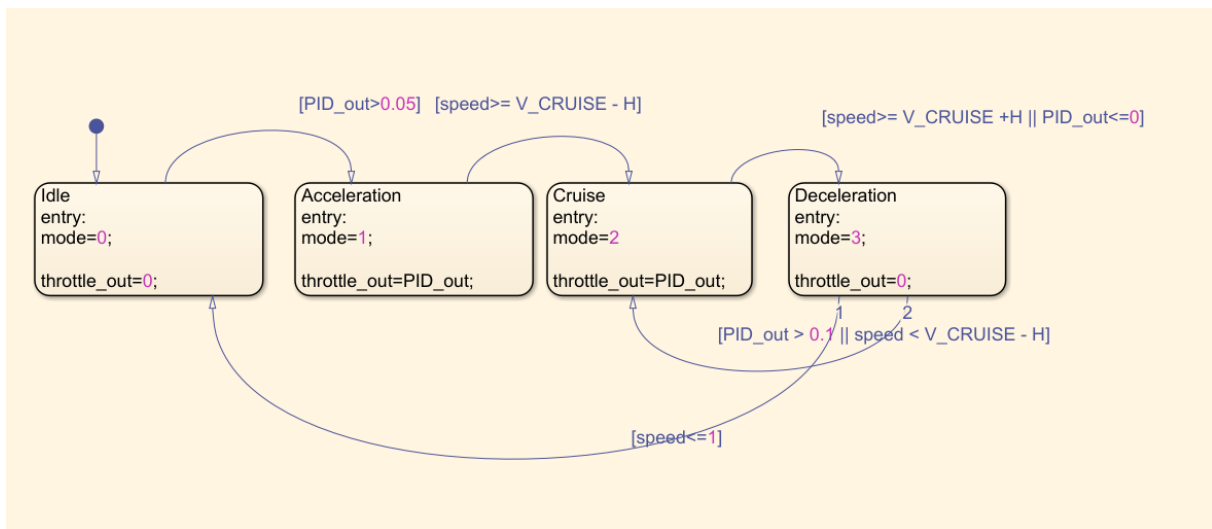 [PID_out>0.05] [speed>= V_CRUISE - H]
[speed>= V_CRUISE +H || PID_out<=0]
Idle
entry:
mode=0;
throttle_out=0;
Acceleration
entry:
mode=1;
throttle_out=PID_out;
Cruise
entry:
mode=2
throttle_out=PID_out;
Deceleration
entry:
mode=3;
throttle_out=0;
1 2
[PID_out > 0.1 || speed < V_CRUISE - H]
[speed<=1]